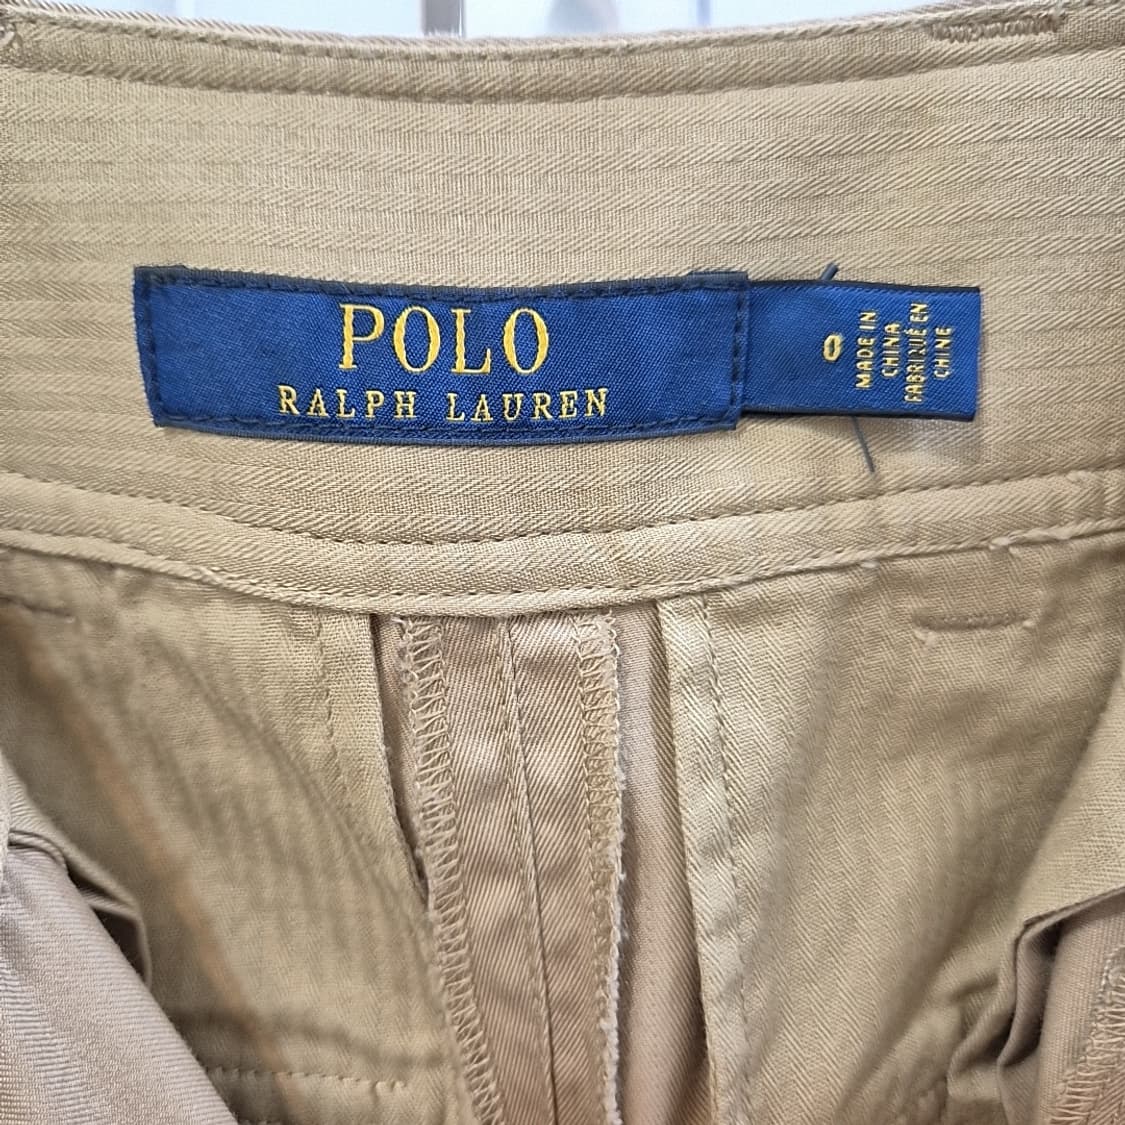 POLO
RALPH LAUREN
0
MADE IN
CHINA
FABRIQUÉ EN
CHINE